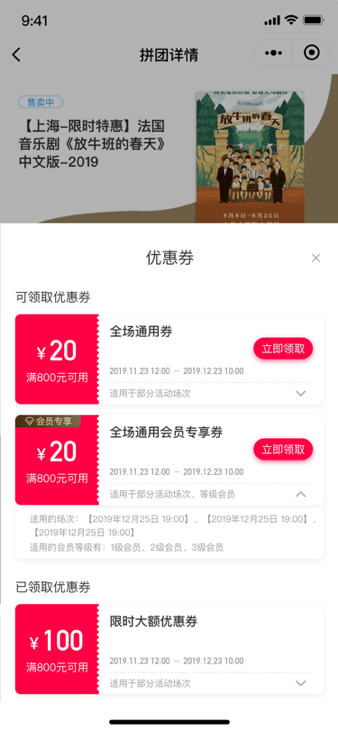 9:41
拼团详情
售卖中
【上海-限时特惠】法国
音乐剧《放牛班的春天》
中文版-2019
放牛班的春天
8月8日-8月25日
优惠券
可领取优惠券
¥20
满800元可用
全场通用券
立即领取
2019.11.23 12.00 - 2019.12.23 10.00
适用于部分活动场次
会员专享
¥20
满800元可用
全场通用会员专享券
立即领取
2019.11.23 12.00 - 2019.12.23 10.00
适用于部分活动场次、等级会员
适用的场次：【2019年12月25日 19:00】、【2019年12月25日 19:00】、
【2019年12月25日 19:00】
适用的会员等级有：1级会员、2级会员、3级会员
已领取优惠券
¥100
满800元可用
限时大额优惠券
2019.11.23 12.00 - 2019.12.23 10.00
适用于部分活动场次